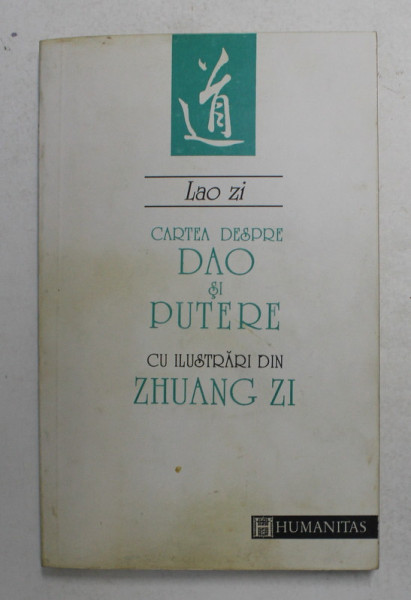 道
Lao zi
CARTEA DESPRE
DAO
ȘI
PUTERE
CU ILUSTRĂRI DIN
ZHUANG ZI
HUMANITAS